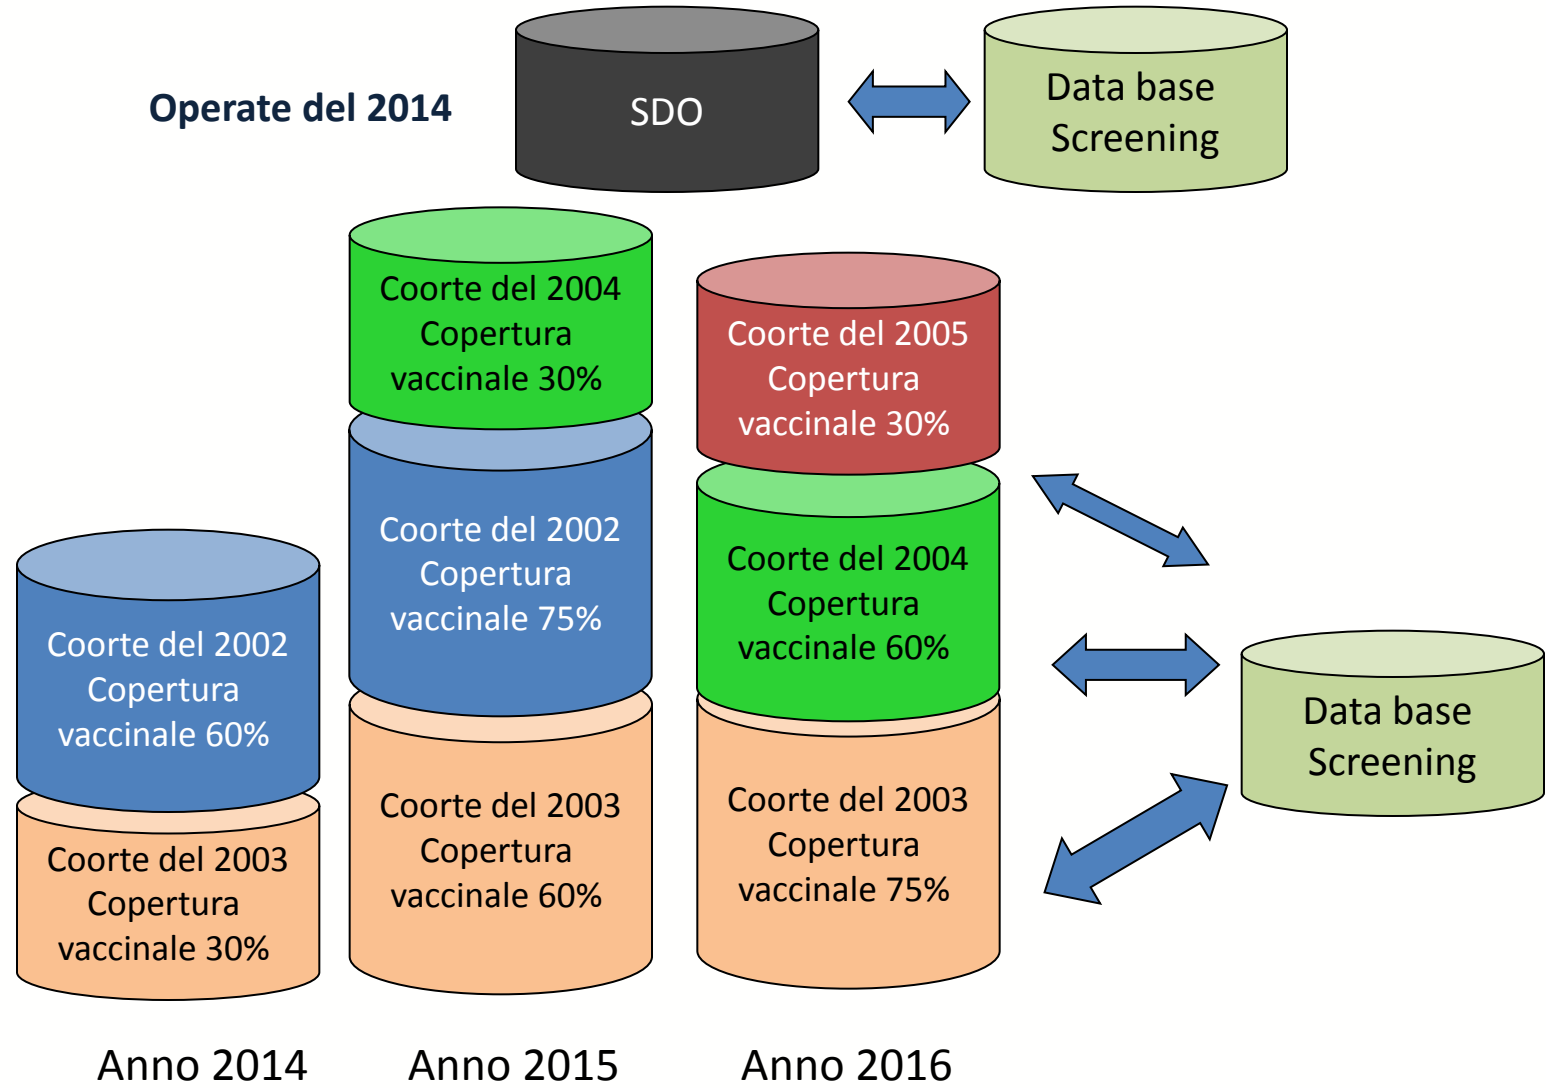 Operate del 2014
SDO
Data base
Screening
Coorte del 2002
Copertura
vaccinale 60%
Coorte del 2003
Copertura
vaccinale 30%
Anno 2014
Coorte del 2004
Copertura
vaccinale 30%
Coorte del 2002
Copertura
vaccinale 75%
Coorte del 2003
Copertura
vaccinale 60%
Anno 2015
Coorte del 2005
Copertura
vaccinale 30%
Coorte del 2004
Copertura
vaccinale 60%
Coorte del 2003
Copertura
vaccinale 75%
Anno 2016
Data base
Screening